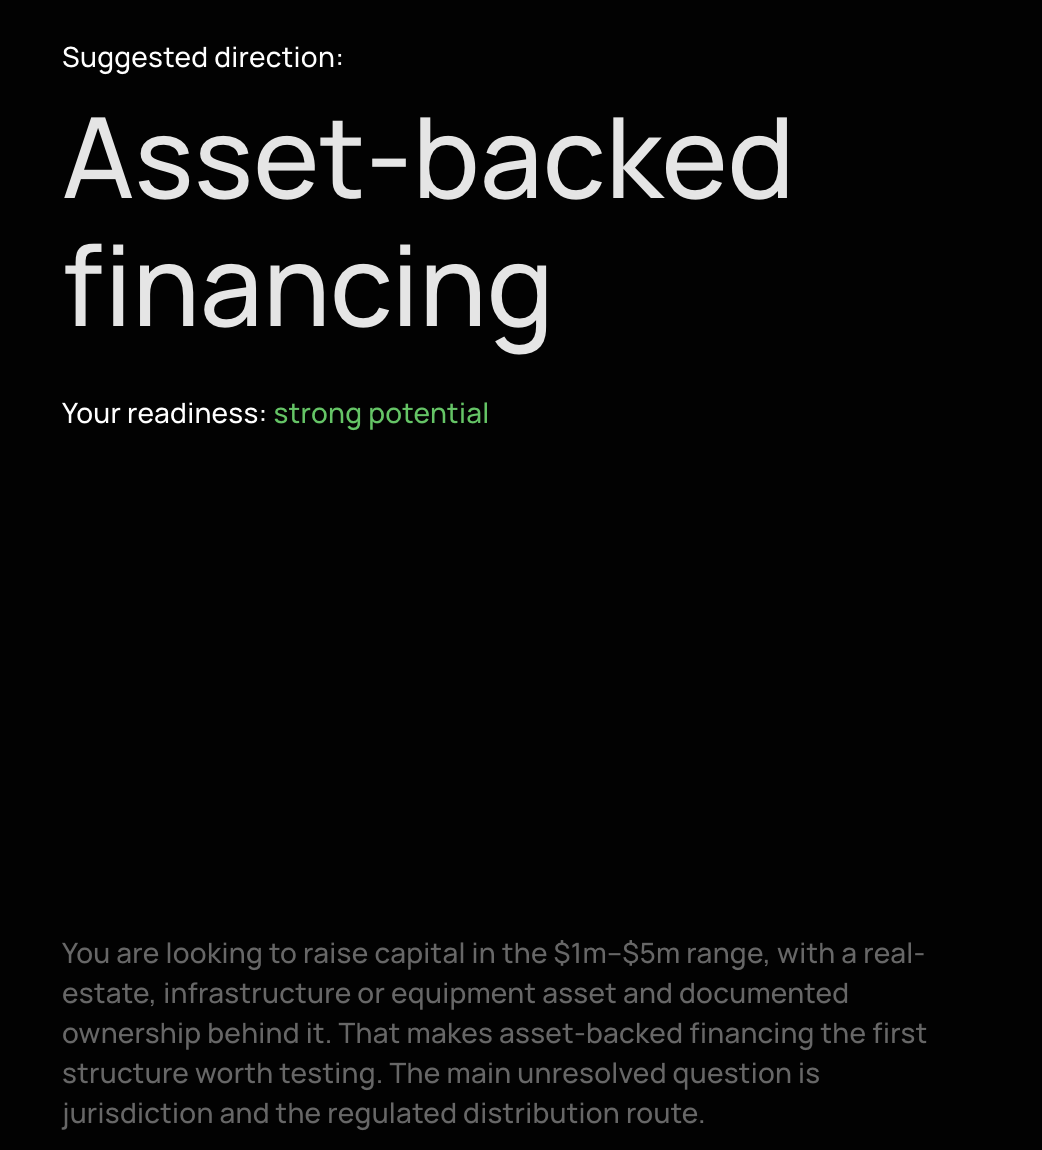 Suggested direction:
Asset-backed
financing
Your readiness: strong potential
You are looking to raise capital in the $1m–$5m range, with a real-
estate, infrastructure or equipment asset and documented
ownership behind it. That makes asset-backed financing the first
structure worth testing. The main unresolved question is
jurisdiction and the regulated distribution route.